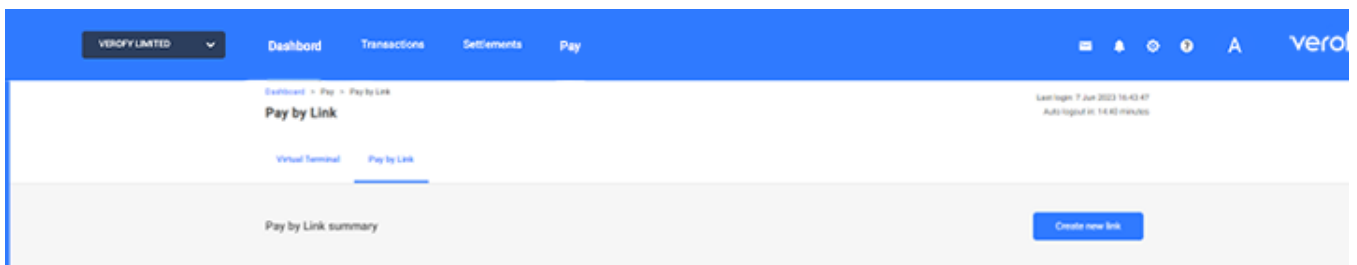 VEROFY LIMITED Dashbord Transactions Settlements Pay A verof
Dashboard > Pay > Pay by Link
Last login: 7 Jun 2023 16:43:47
Pay by Link
Auto logout in: 14:40 minutes
Virtual Terminal Pay by Link
Pay by Link summary
Create new link